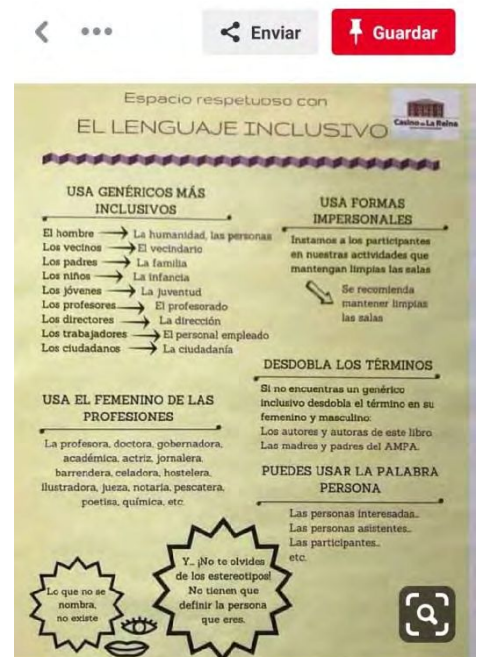 Enviar
Guardar
Espacio respetuoso con
EL LENGUAJE INCLUSIVO
Casino de La Reina
USA GENÉRICOS MÁS
INCLUSIVOS
El hombre → La humanidad, las personas
Los vecinos → El vecindario
Los padres → La familia
Los niños → La infancia
Los jóvenes → La juventud
Los profesores → El profesorado
Los directores → La dirección
Los trabajadores → El personal empleado
Los ciudadanos → La ciudadanía
USA FORMAS
IMPERSONALES
Instamos a los participantes
en nuestras actividades que
mantengan limpias las salas
Se recomienda
mantener limpias
las salas
DESDOBLA LOS TÉRMINOS
Si no encuentras un genérico
inclusivo desdobla el término en su
femenino y masculino:
Los autores y autoras de este libro
Las madres y padres del AMPA.
USA EL FEMENINO DE LAS
PROFESIONES
La profesora, doctora, gobernadora,
académica, actriz, jornalera,
barrendera, celadora, hostelera,
ilustradora, jueza, notaria, pescatera,
poetisa, química, etc.
PUEDES USAR LA PALABRA
PERSONA
Las personas interesadas...
Las personas asistentes...
Las participantes...
etc.
Lo que no se
nombra,
no existe
Y... ¡No te olvides
de los estereotipos!
No tienen que
definir la persona
que eres.